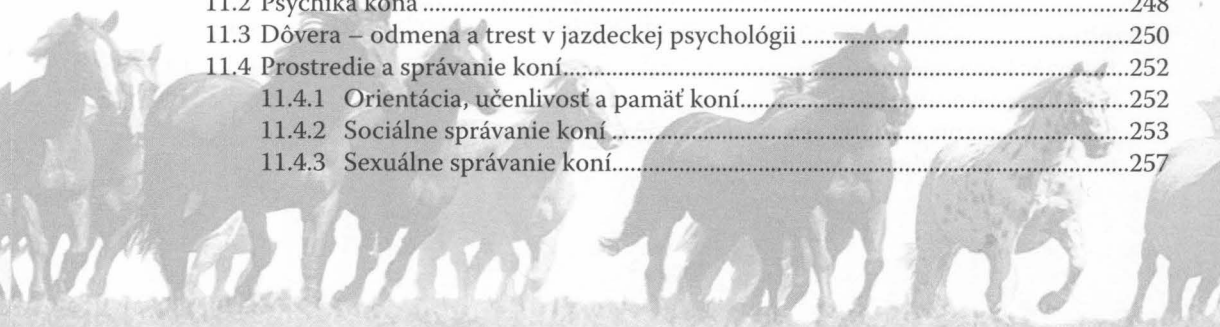 11.2 Psychika koňa ..... 248
11.3 Dôvera – odmena a trest v jazdeckej psychológii ..... 250
11.4 Prostredie a správanie koní ..... 252
11.4.1 Orientácia, učenlivosť a pamäť koní ..... 252
11.4.2 Sociálne správanie koní ..... 253
11.4.3 Sexuálne správanie koní ..... 257